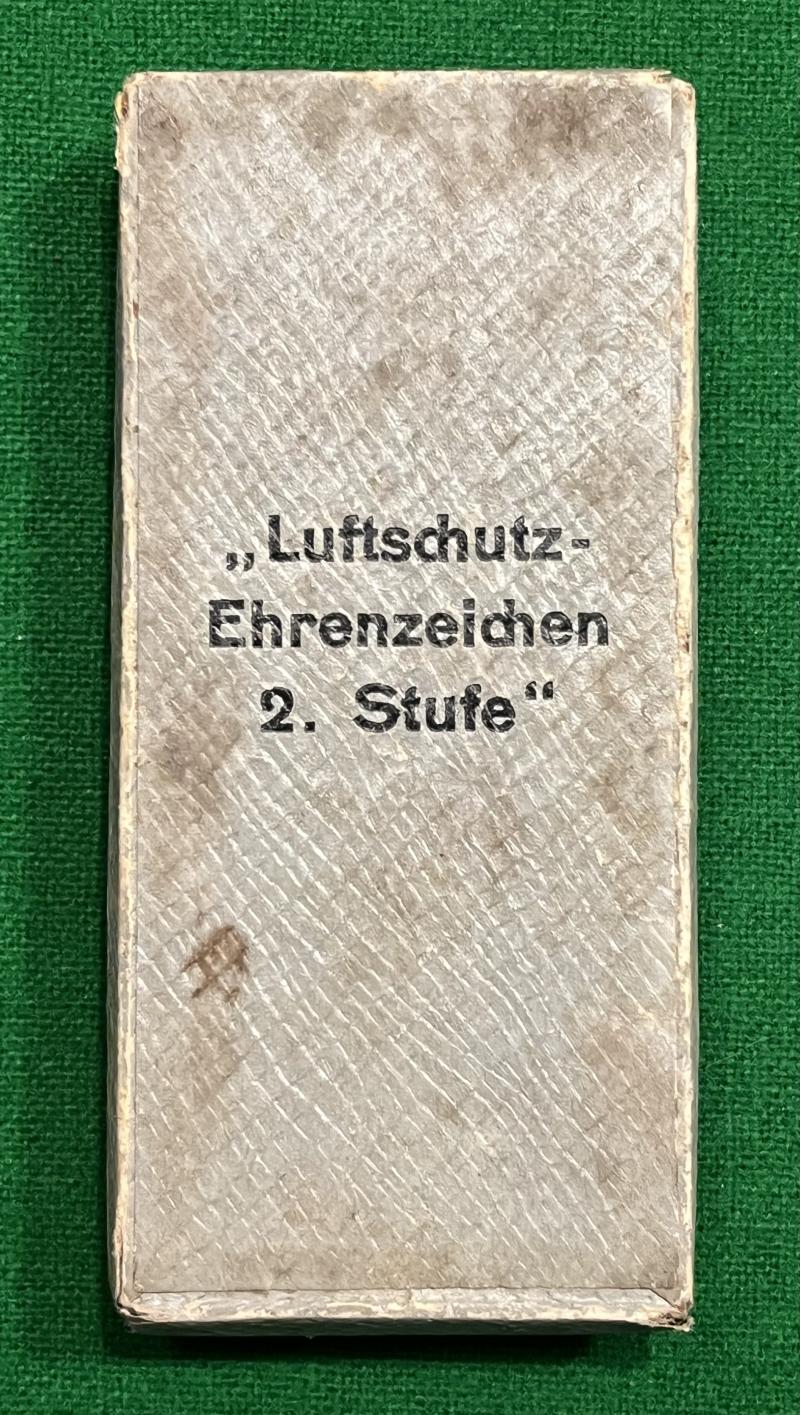 „Luftschutz-
Ehrenzeichen
2. Stufe“